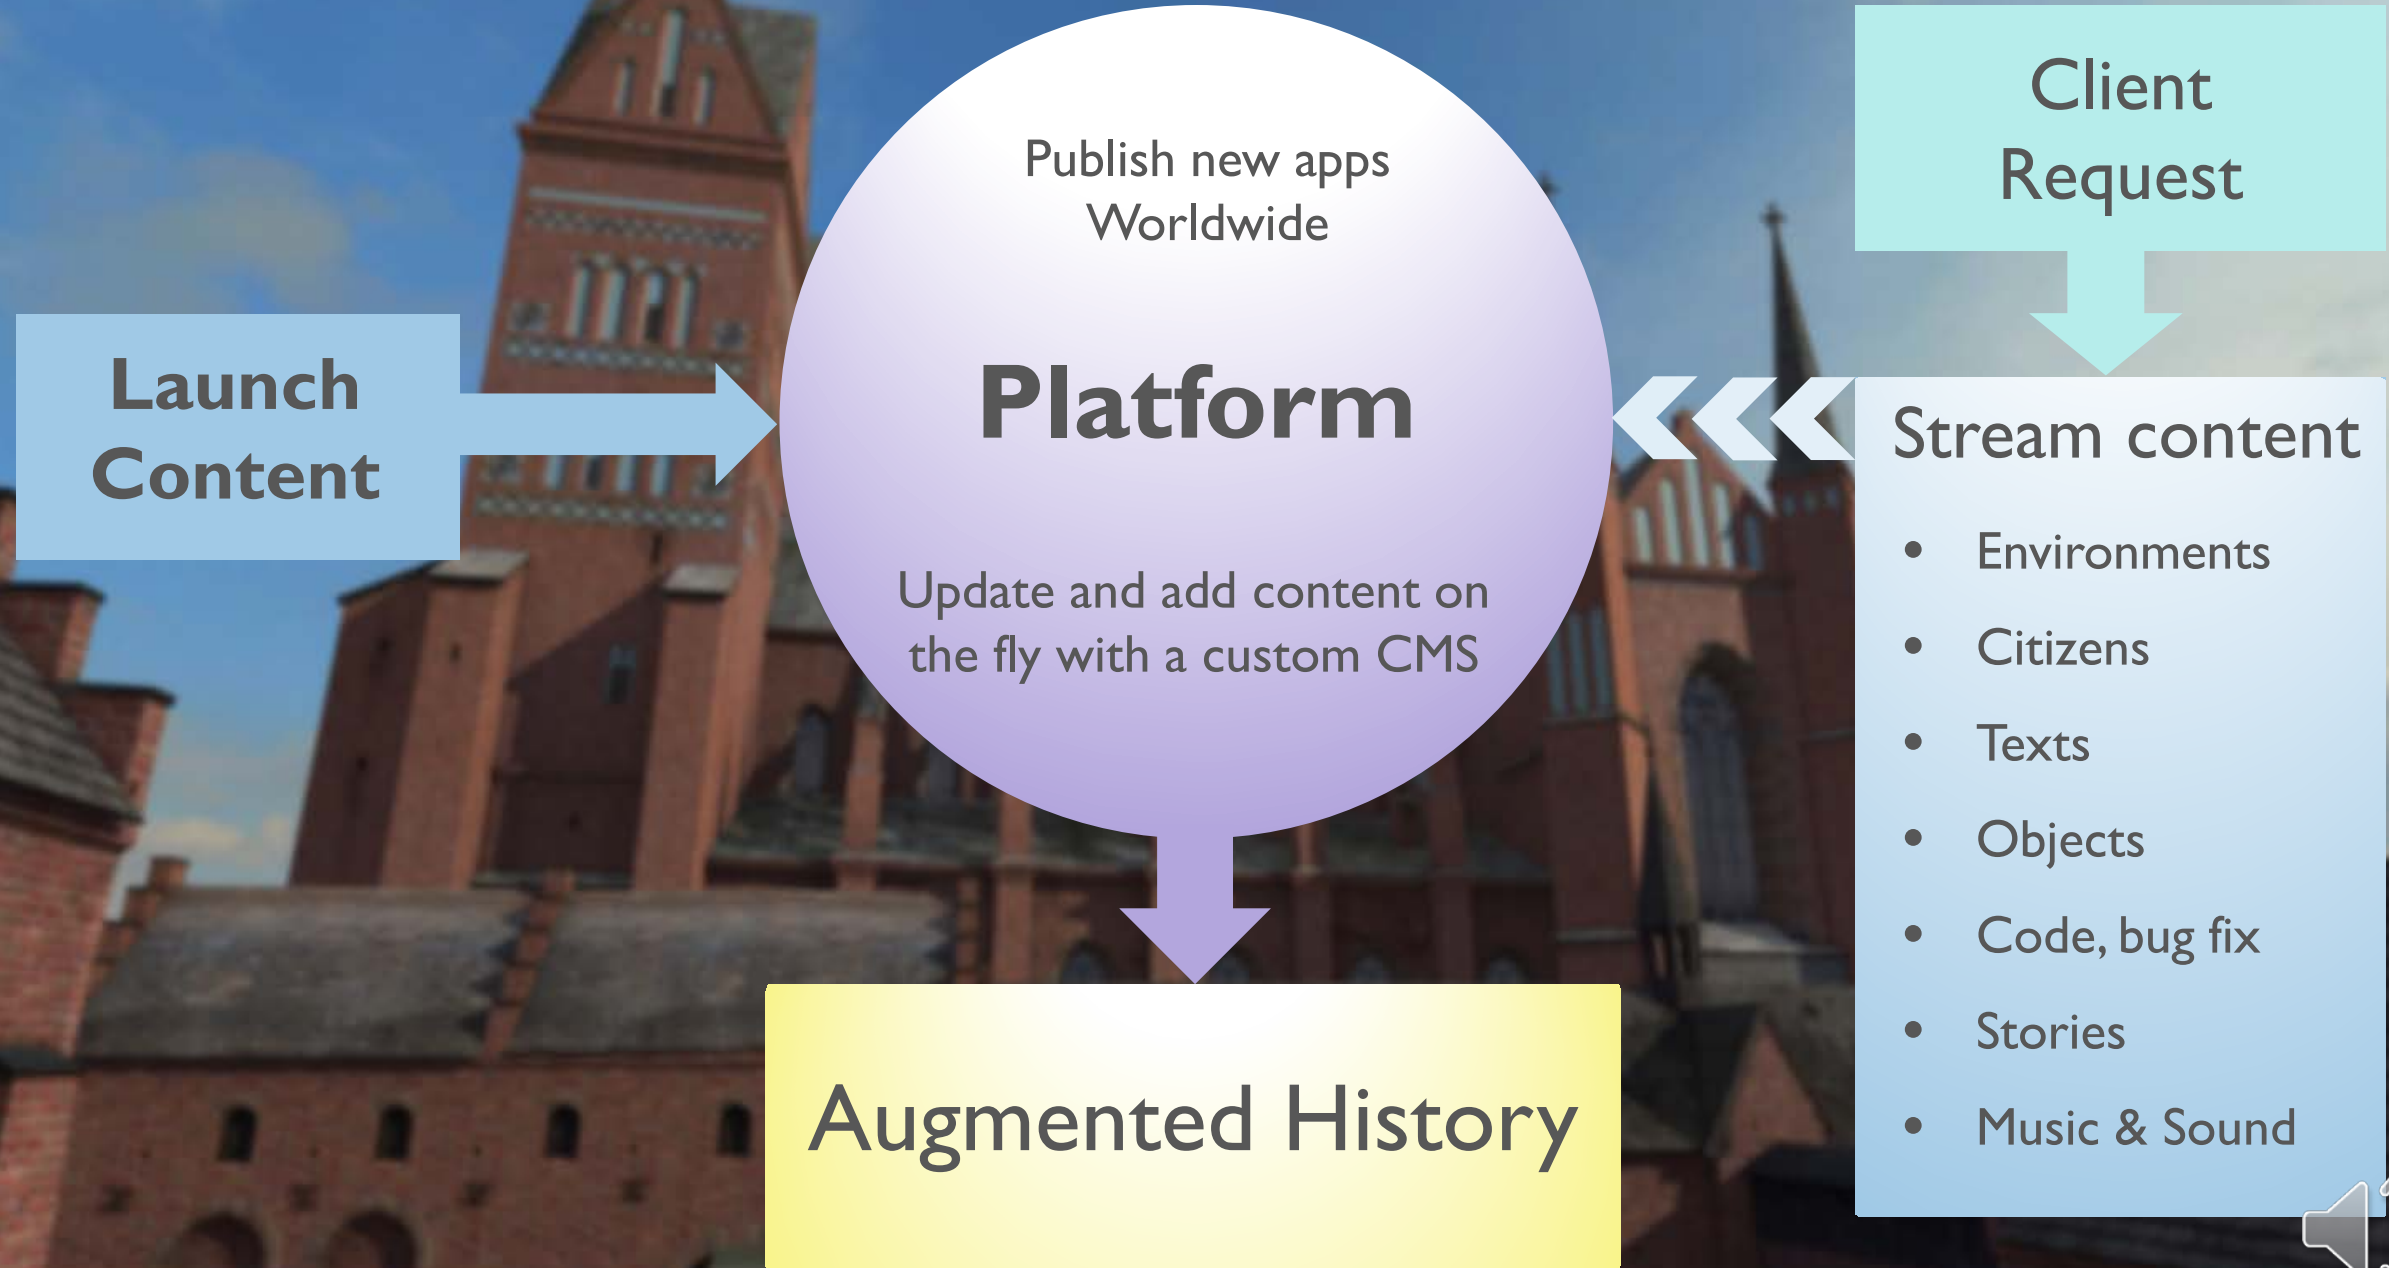 Launch
Content
Publish new apps
Worldwide
Platform
Update and add content on
the fly with a custom CMS
Augmented History
Client
Request
Stream content
• Environments
• Citizens
• Texts
• Objects
• Code, bug fix
• Stories
• Music & Sound